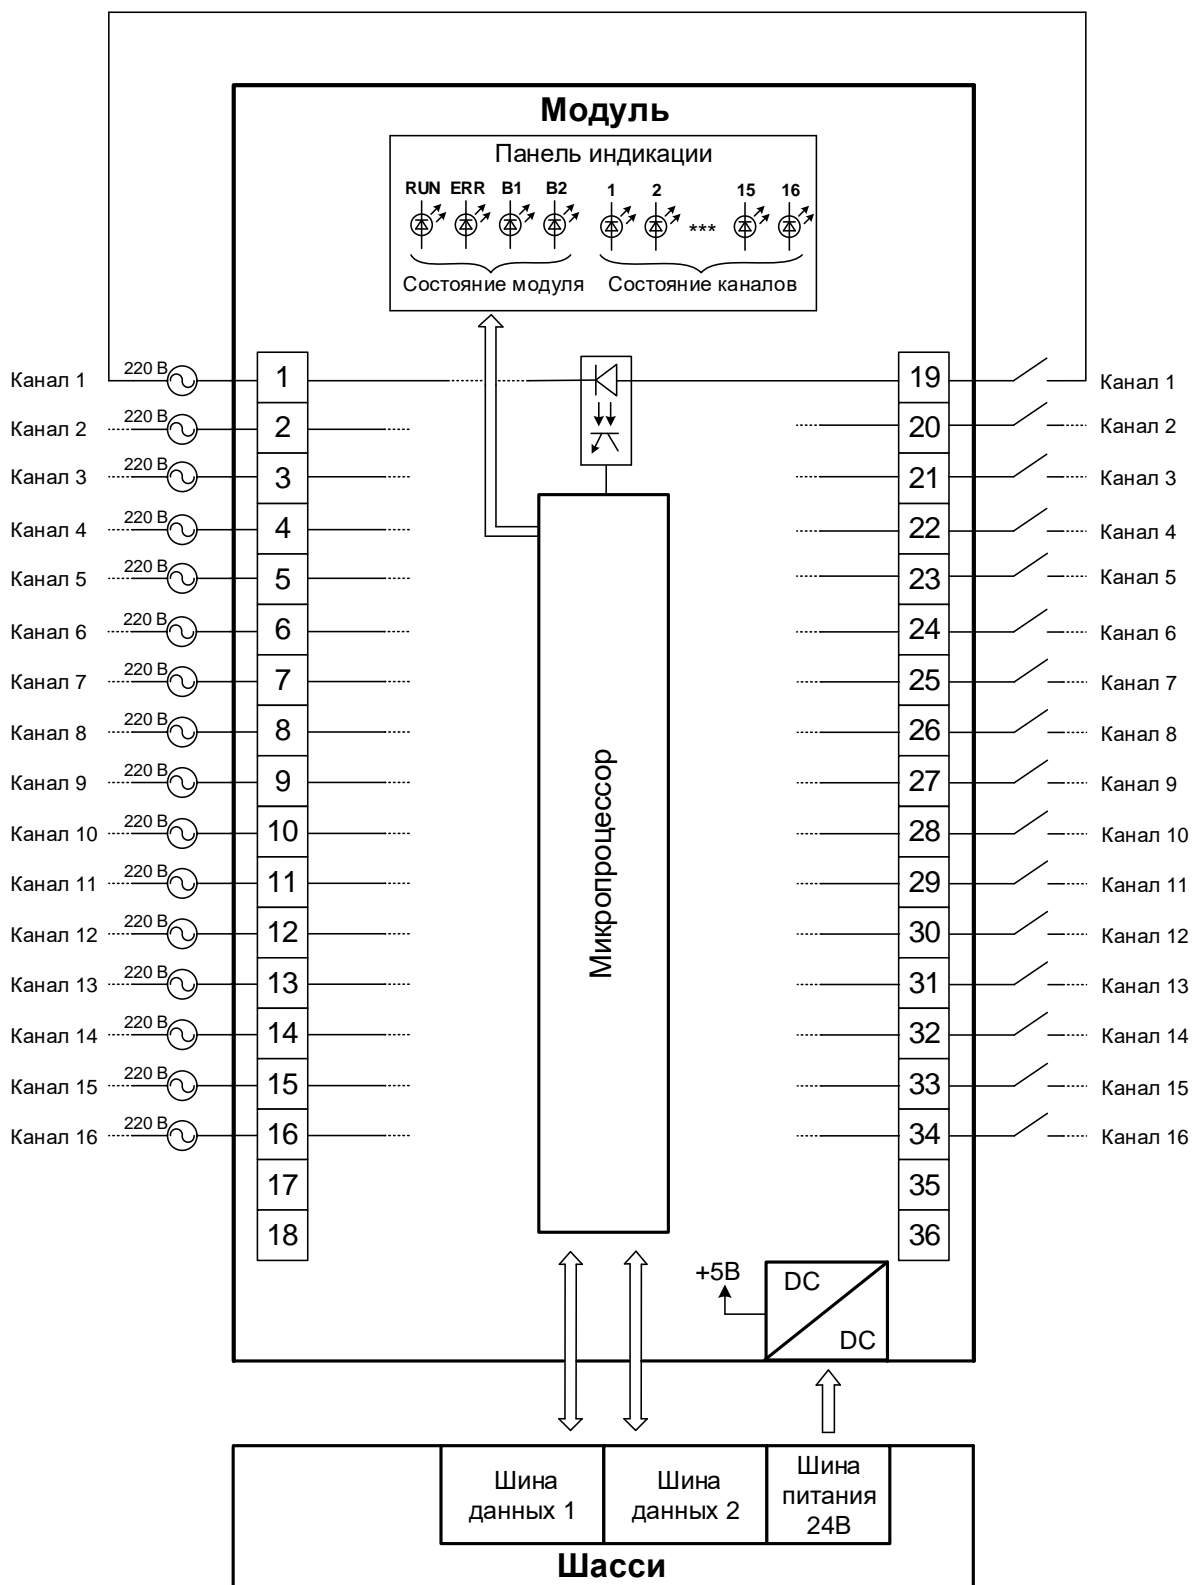 Модуль
Панель индикации
RUN ERR B1 B2 1 2 *** 15 16
Состояние модуля Состояние каналов
Канал 1 220 В 1 19 Канал 1
Канал 2 220 В 2 20 Канал 2
Канал 3 220 В 3 21 Канал 3
Канал 4 220 В 4 22 Канал 4
Канал 5 220 В 5 23 Канал 5
Канал 6 220 В 6 24 Канал 6
Канал 7 220 В 7 25 Канал 7
Канал 8 220 В 8 26 Канал 8
Канал 9 220 В 9 27 Канал 9
Канал 10 220 В 10 28 Канал 10
Канал 11 220 В 11 29 Канал 11
Канал 12 220 В 12 30 Канал 12
Канал 13 220 В 13 31 Канал 13
Канал 14 220 В 14 32 Канал 14
Канал 15 220 В 15 33 Канал 15
Канал 16 220 В 16 34 Канал 16
17 35
18 36
Микропроцессор
+5В
DC
DC
Шина
данных 1
Шина
данных 2
Шина
питания
24В
Шасси